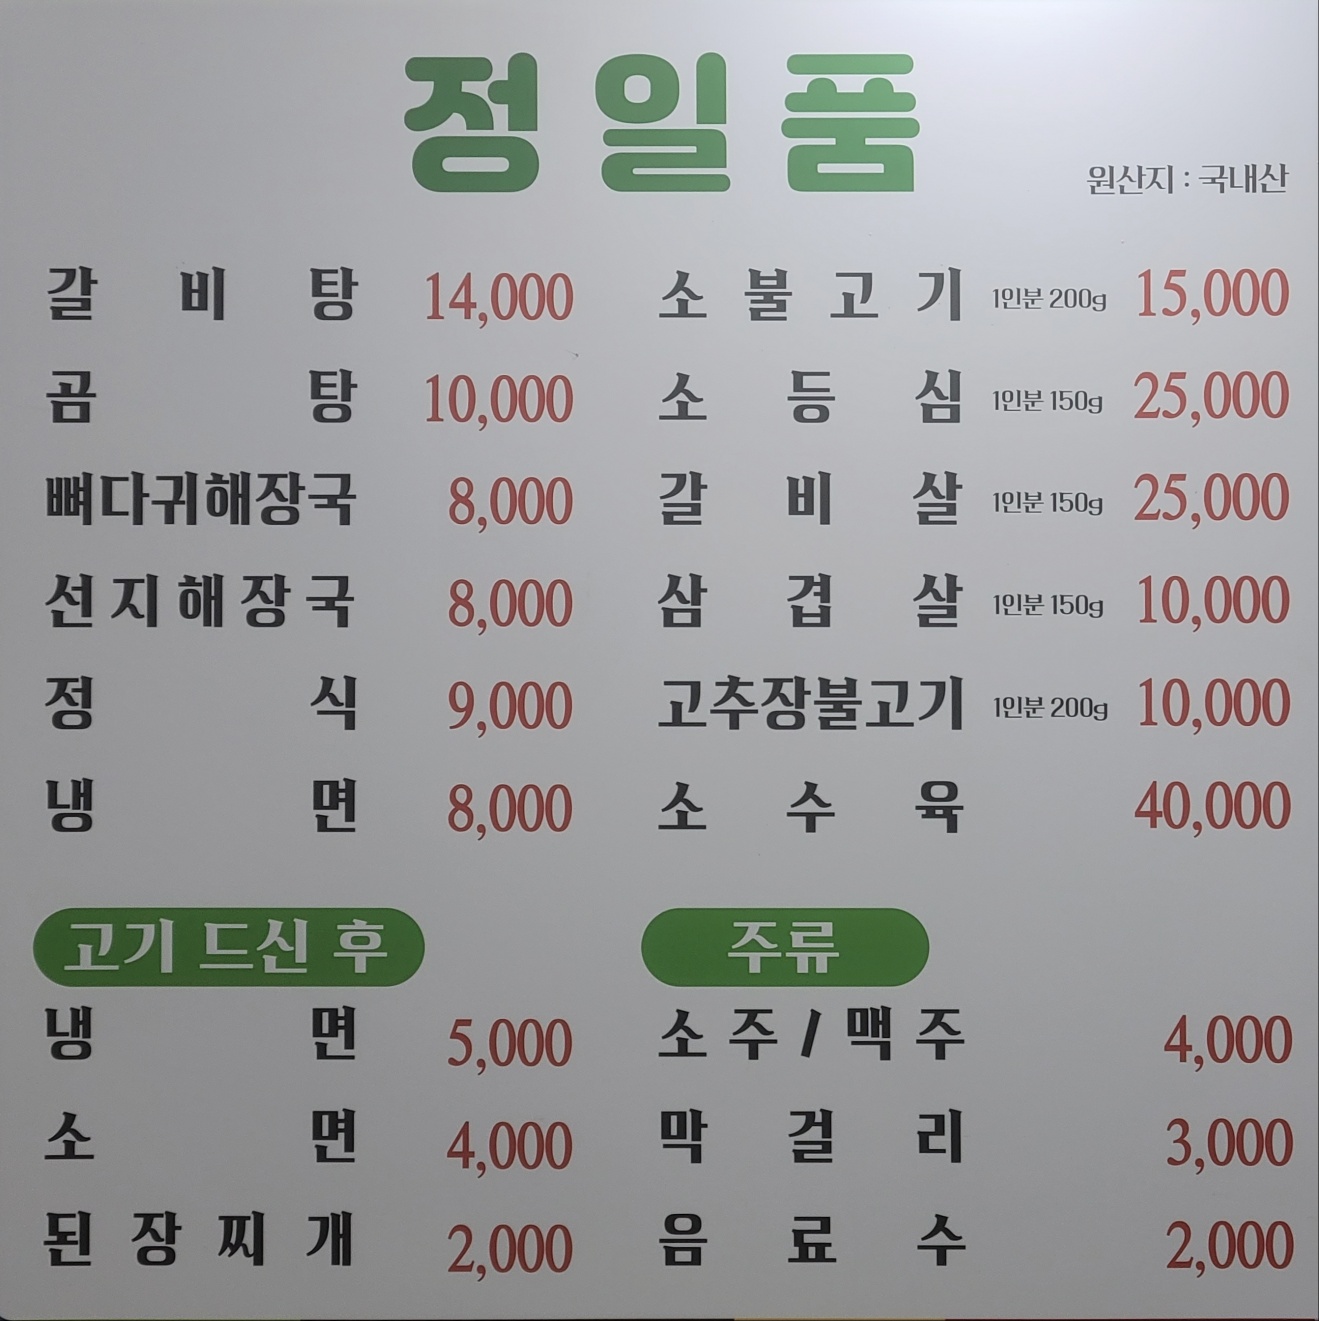 정일품
원산지 : 국내산
갈비탕 14,000
곰탕 10,000
뼈다귀해장국 8,000
선지해장국 8,000
정식 9,000
냉면 8,000
소불고기 1인분 200g 15,000
소등심 1인분 150g 25,000
갈비살 1인분 150g 25,000
삼겹살 1인분 150g 10,000
고추장불고기 1인분 200g 10,000
소수육 40,000
고기 드신 후
냉면 5,000
소면 4,000
된장찌개 2,000
주류
소주/맥주 4,000
막걸리 3,000
음료수 2,000